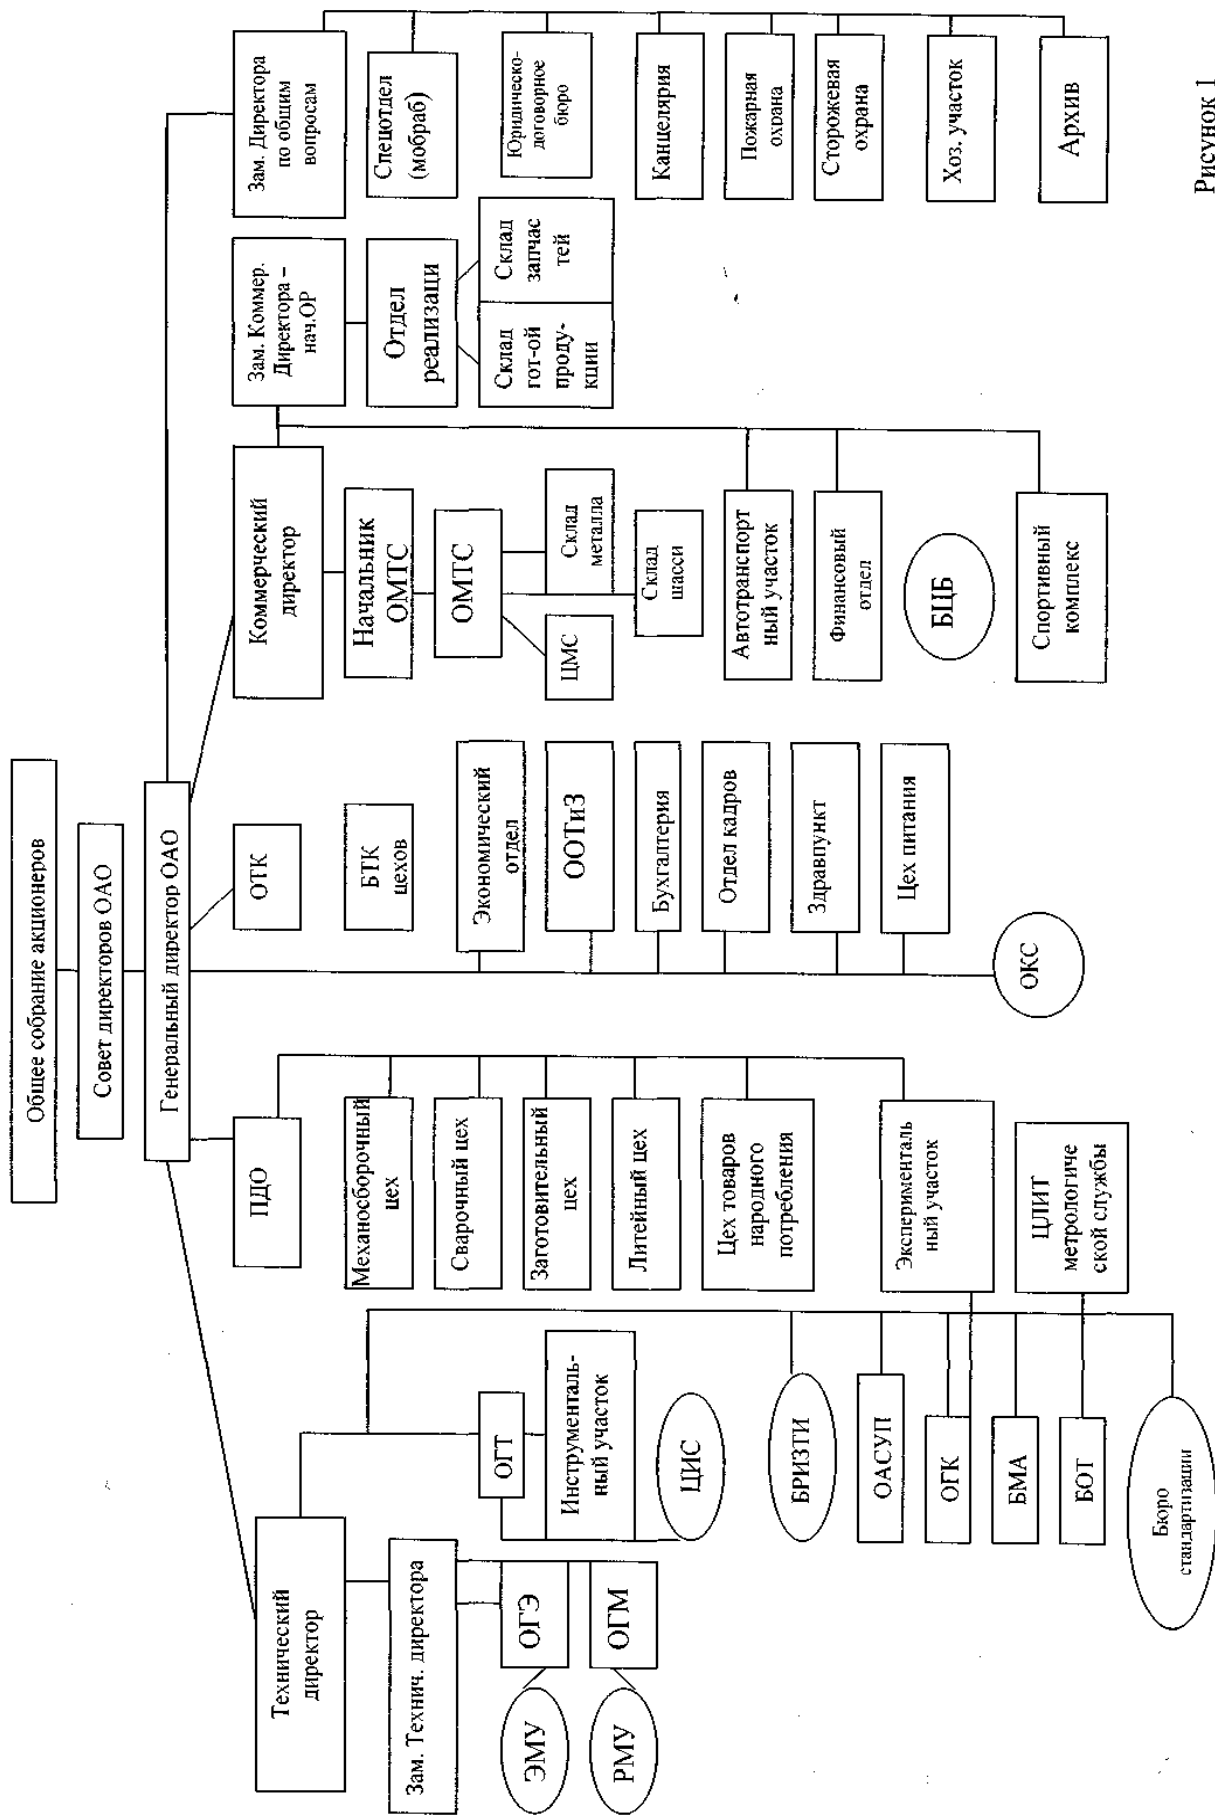 Общее собрание акционеров
Совет директоров ОАО
Генеральный директор ОАО
Технический
директор
Зам. Технич. директора
ОГЭ
ЭМУ
ОГМ
РМУ
ОГТ
Инструменталь-
ный участок
ЦИС
БРИЗТИ
ОАСУП
ОГК
БМА
БОТ
Бюро
стандартизации
ПДО
Механосборочный
цех
Сварочный цех
Заготовительный
цех
Литейный цех
Цех товаров
народного
потребления
Эксперименталь
ный участок
ЦЛИТ
метрологиче
ской службы
ОТК
БТК
цехов
Экономический
отдел
ООТиЗ
Бухгалтерия
Отдел кадров
Здравпункт
Цех питания
ОКС
Коммерческий
директор
Начальник
ОМТС
ОМТС
ЦМС
Склад
металла
Склад
шасси
Автотранспорт
ный участок
Финансовый
отдел
БЦБ
Спортивный
комплекс
Зам. Коммер.
Директора –
нач.ОР
Отдел
реализаци
Склад
гот-ой
проду-
кции
Склад
запчас
тей
Зам. Директора
по общим
вопросам
Спецотдел
(мобраб)
Юридическо-
договорное
бюро
Канцелярия
Пожарная
охрана
Сторожевая
охрана
Хоз. участок
Архив
Рисунок 1